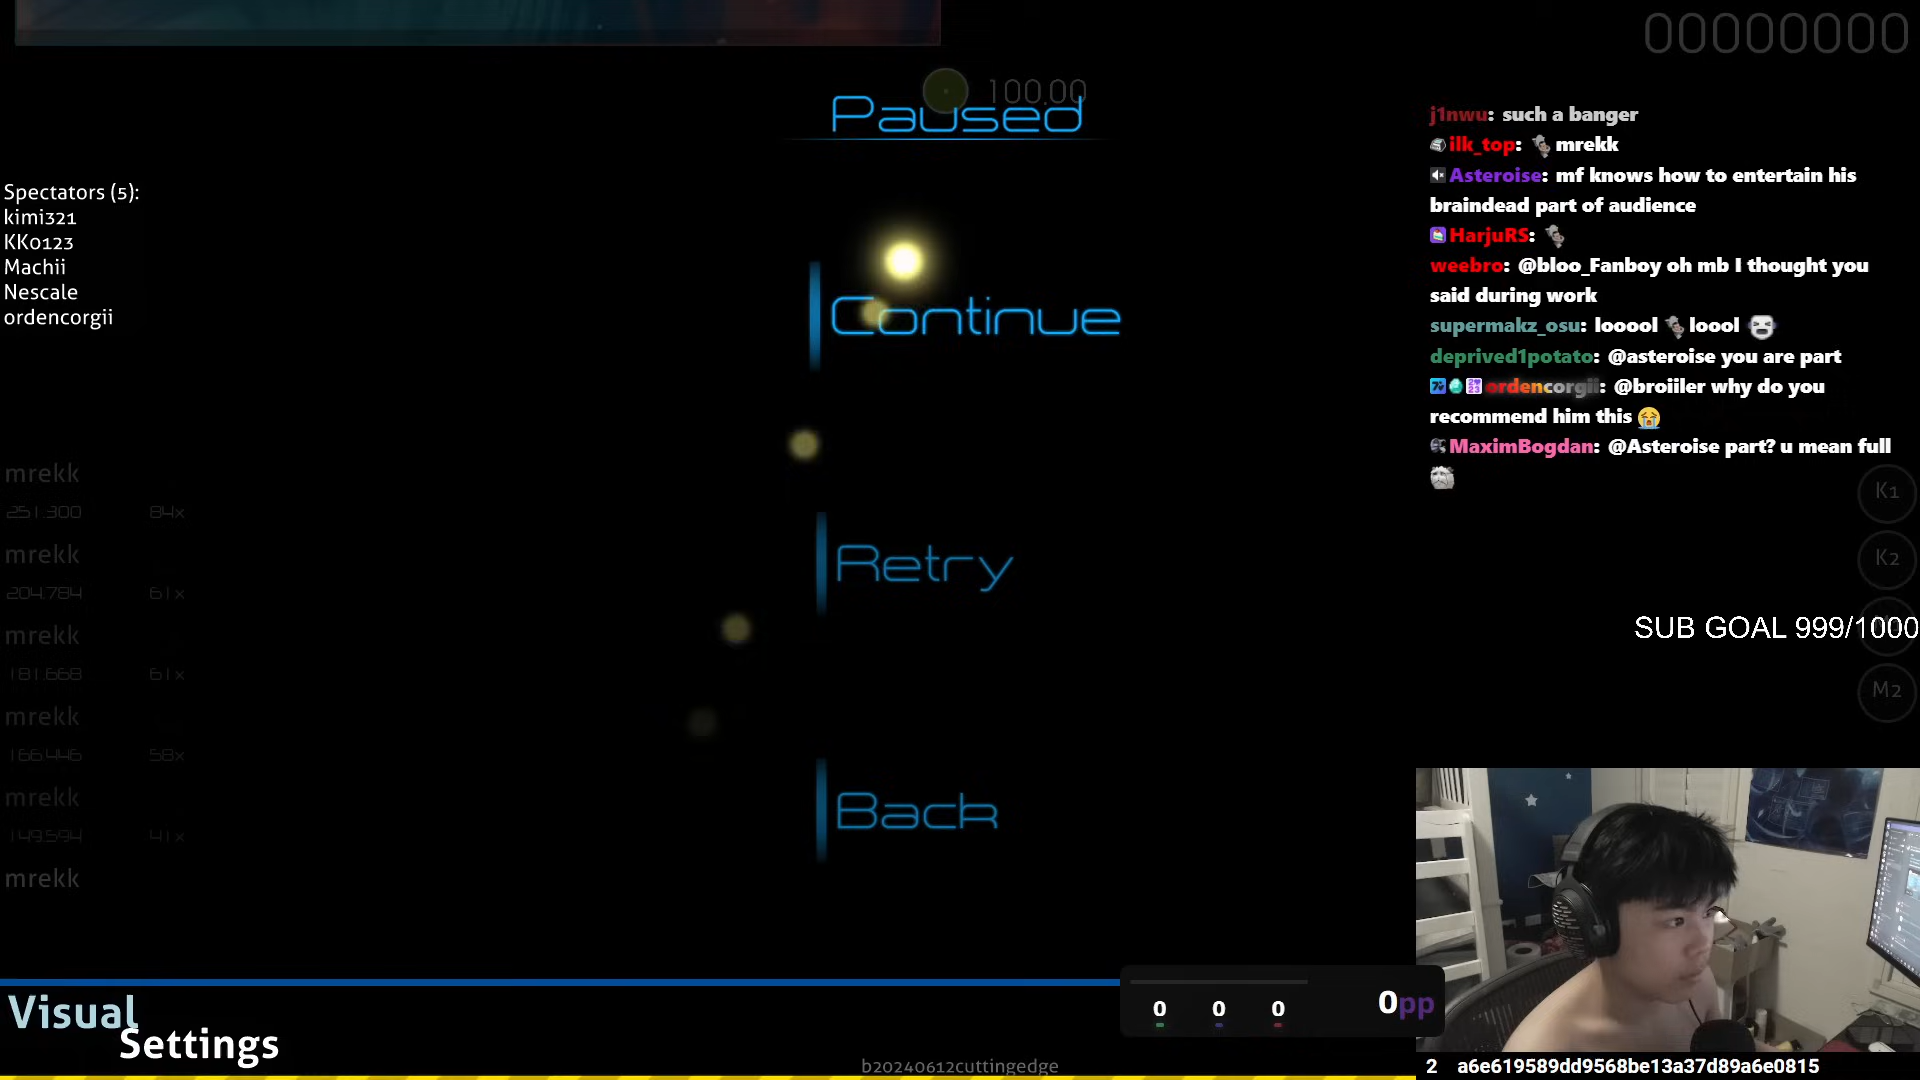 00000000
100.00
Paused
Spectators (5):
kimi321
KK0123
Machii
Nescale
ordencorgii
Continue
Retry
Back
mrekk
251.300 84x
mrekk
204.784 61x
mrekk
181.668 61x
mrekk
166.446 58x
mrekk
149.594 41x
mrekk
j1nwu: such a banger
ilk_top: mrekk
Asteroise: mf knows how to entertain his
braindead part of audience
HarjuRS:
weebro: @bloo_Fanboy oh mb I thought you
said during work
supermakz_osu: looool loool
deprived1potato: @asteroise you are part
ordencorgii: @broiiler why do you
recommend him this 😭
MaximBogdan: @Asteroise part? u mean full
K1
K2
SUB GOAL 999/1000
M2
Visual
Settings
0 0 0 0pp
b20240612cuttingedge
2 a6e619589dd9568be13a37d89a6e0815